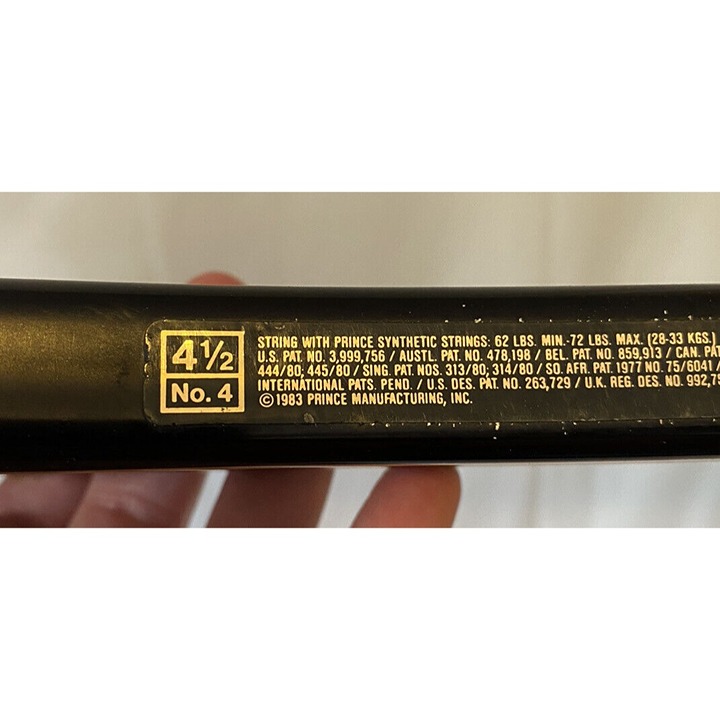 4½
No. 4
STRING WITH PRINCE SYNTHETIC STRINGS: 62 LBS. MIN.-72 LBS. MAX. (28-33 KGS.)
U.S. PAT. NO. 3,999,756 / AUSTL. PAT. NO. 478,198 / BEL. PAT. NO. 859,913 / CAN. PAT
444/80; 445/80 / SING. PAT. NOS. 313/80; 314/80 / SO. AFR. PAT. 1977 NO. 75/6041 /
INTERNATIONAL PATS. PEND. / U.S. DES. PAT. NO. 263,729 / U.K. REG. DES. NO. 992,
©1983 PRINCE MANUFACTURING, INC.